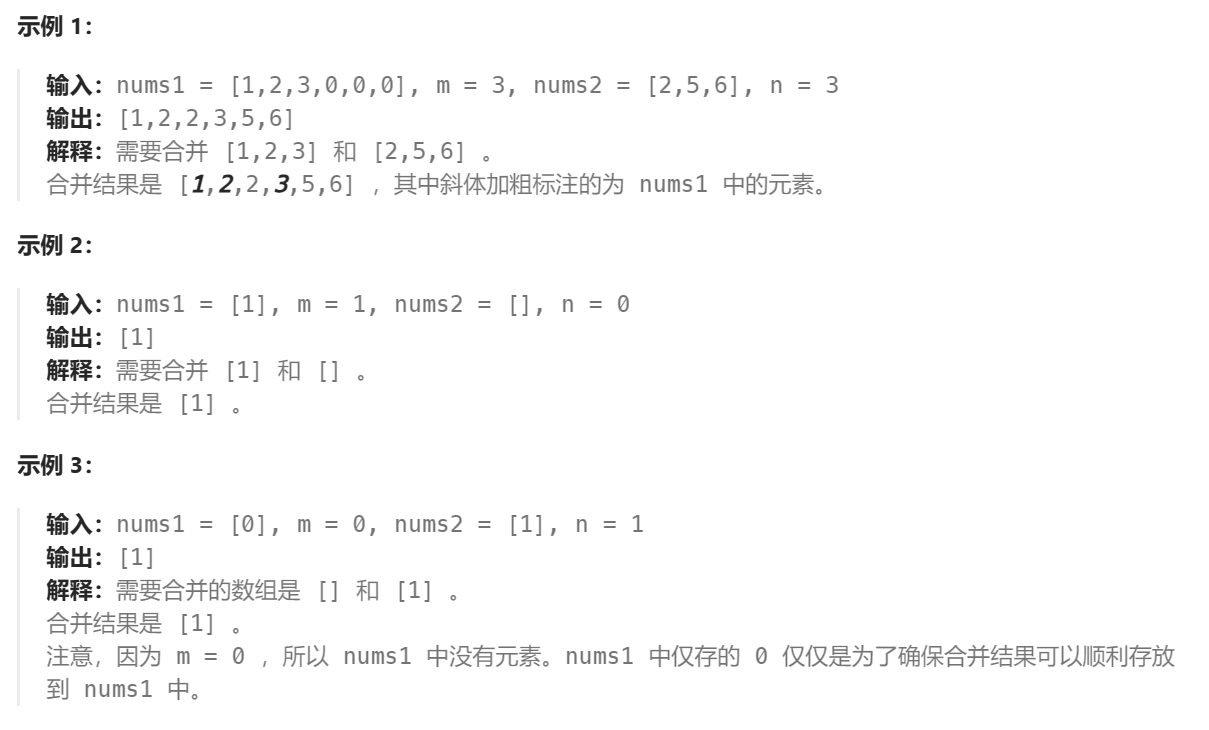 示例 1：
输入：nums1 = [1,2,3,0,0,0], m = 3, nums2 = [2,5,6], n = 3
输出：[1,2,2,3,5,6]
解释：需要合并 [1,2,3] 和 [2,5,6] 。
合并结果是 [1,2,2,3,5,6] ，其中斜体加粗标注的为 nums1 中的元素。
示例 2：
输入：nums1 = [1], m = 1, nums2 = [], n = 0
输出：[1]
解释：需要合并 [1] 和 [] 。
合并结果是 [1] 。
示例 3：
输入：nums1 = [0], m = 0, nums2 = [1], n = 1
输出：[1]
解释：需要合并的数组是 [] 和 [1] 。
合并结果是 [1] 。
注意，因为 m = 0 ，所以 nums1 中没有元素。nums1 中仅存的 0 仅仅是为了确保合并结果可以顺利存放
到 nums1 中。